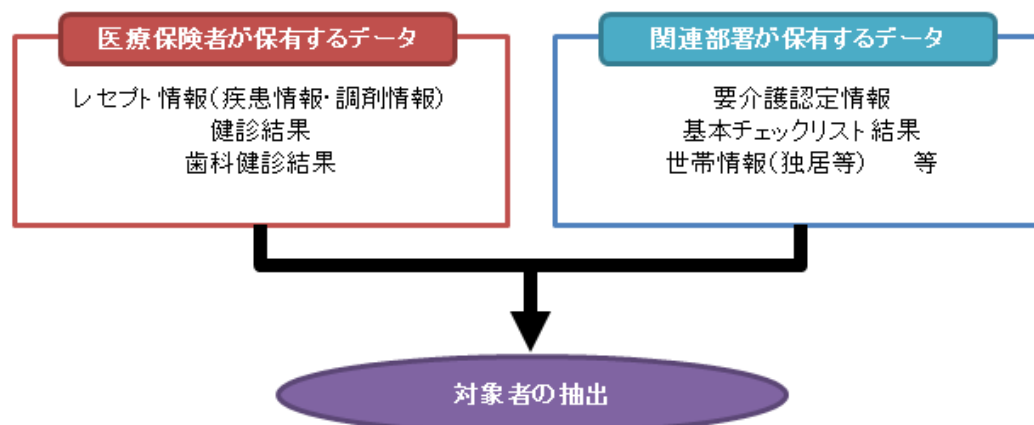 医療保険者が保有するデータ
レセプト情報(疾患情報・調剤情報)
健診結果
歯科健診結果
関連部署が保有するデータ
要介護認定情報
基本チェックリスト結果
世帯情報(独居等)　　等
対象者の抽出